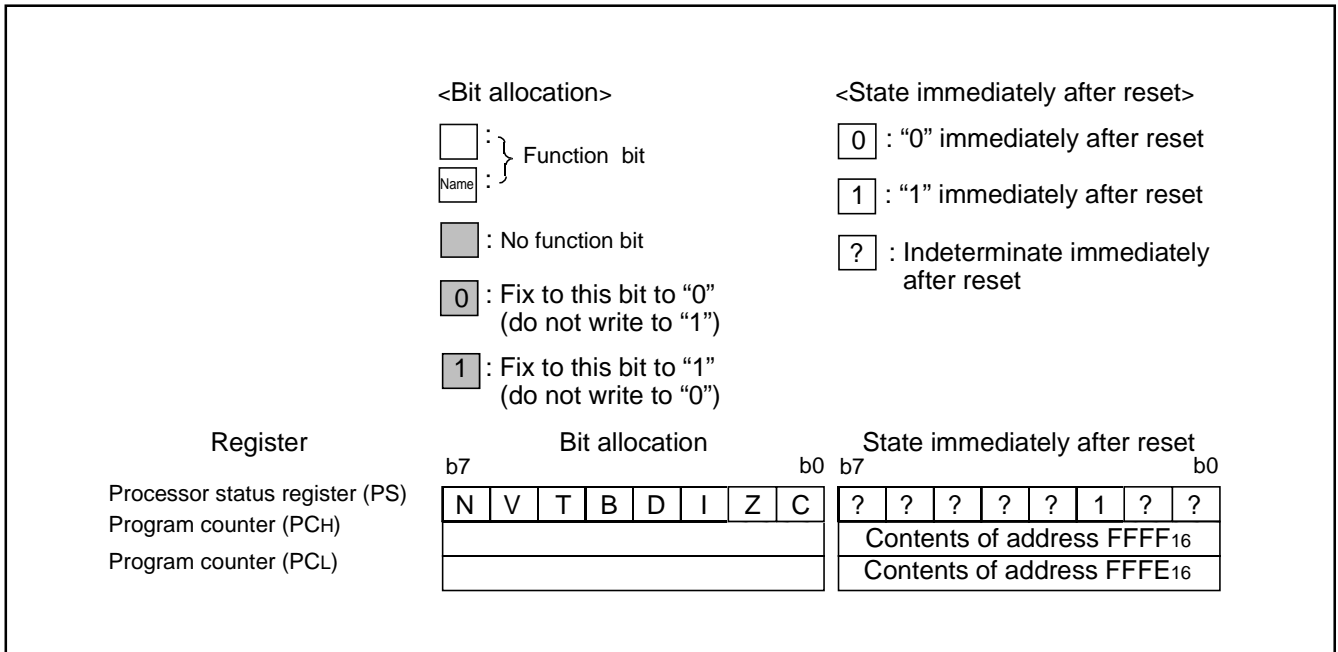 <Bit allocation>
:
Function bit
Name :
: No function bit
0 : Fix to this bit to “0”
(do not write to “1”)
1 : Fix to this bit to “1”
(do not write to “0”)
<State immediately after reset>
0 : “0” immediately after reset
1 : “1” immediately after reset
? : Indeterminate immediately
after reset
Register Bit allocation State immediately after reset
b7 b0 b7 b0
Processor status register (PS) N V T B D I Z C ? ? ? ? ? 1 ? ?
Program counter (PCH) Contents of address FFFF16
Program counter (PCL) Contents of address FFFE16